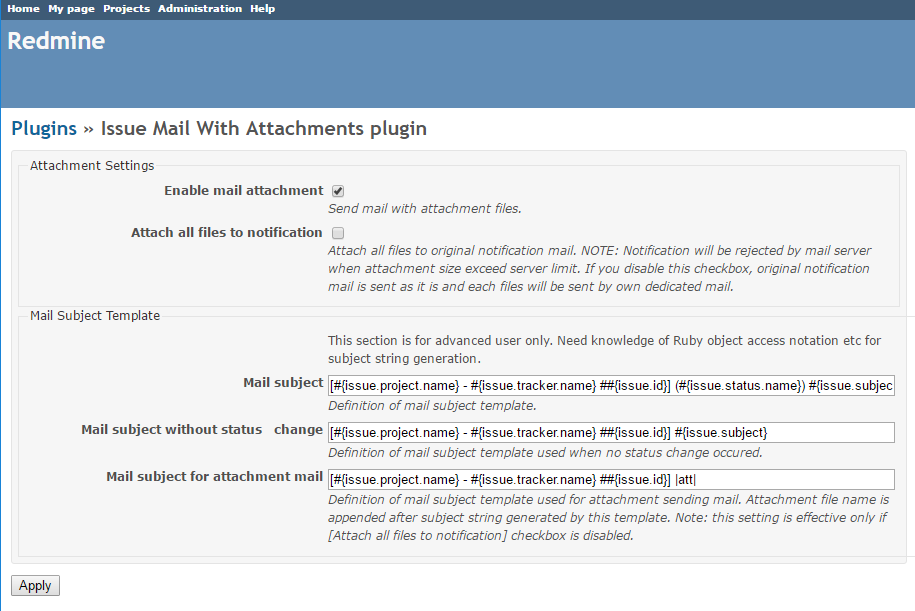 Home My page Projects Administration Help
Redmine
Plugins » Issue Mail With Attachments plugin
Attachment Settings
Enable mail attachment
Send mail with attachment files.
Attach all files to notification
Attach all files to original notification mail. NOTE: Notification will be rejected by mail server
when attachment size exceed server limit. If you disable this checkbox, original notification
mail is sent as it is and each files will be sent by own dedicated mail.
Mail Subject Template
This section is for advanced user only. Need knowledge of Ruby object access notation etc for
subject string generation.
Mail subject [#{issue.project.name} - #{issue.tracker.name} ##{issue.id}] (#{issue.status.name}) #{issue.subjec
Definition of mail subject template.
Mail subject without status change [#{issue.project.name} - #{issue.tracker.name} ##{issue.id}] #{issue.subject}
Definition of mail subject template used when no status change occured.
Mail subject for attachment mail [#{issue.project.name} - #{issue.tracker.name} ##{issue.id}] |att|
Definition of mail subject template used for attachment sending mail. Attachment file name is
appended after subject string generated by this template. Note: this setting is effective only if
[Attach all files to notification] checkbox is disabled.
Apply